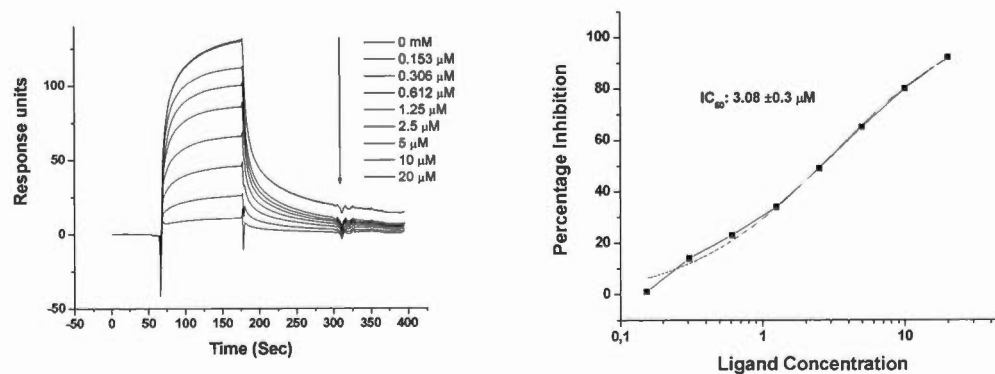 Response units
100
50
0
-50
-50 0 50 100 150 200 250 300 350 400
Time (Sec)
0 mM
0.153 µM
0.306 µM
0.612 µM
1.25 µM
2.5 µM
5 µM
10 µM
20 µM
Percentage Inhibition
100
80
60
40
20
0
0,1 1 10
Ligand Concentration
IC50: 3.08 ±0.3 µM